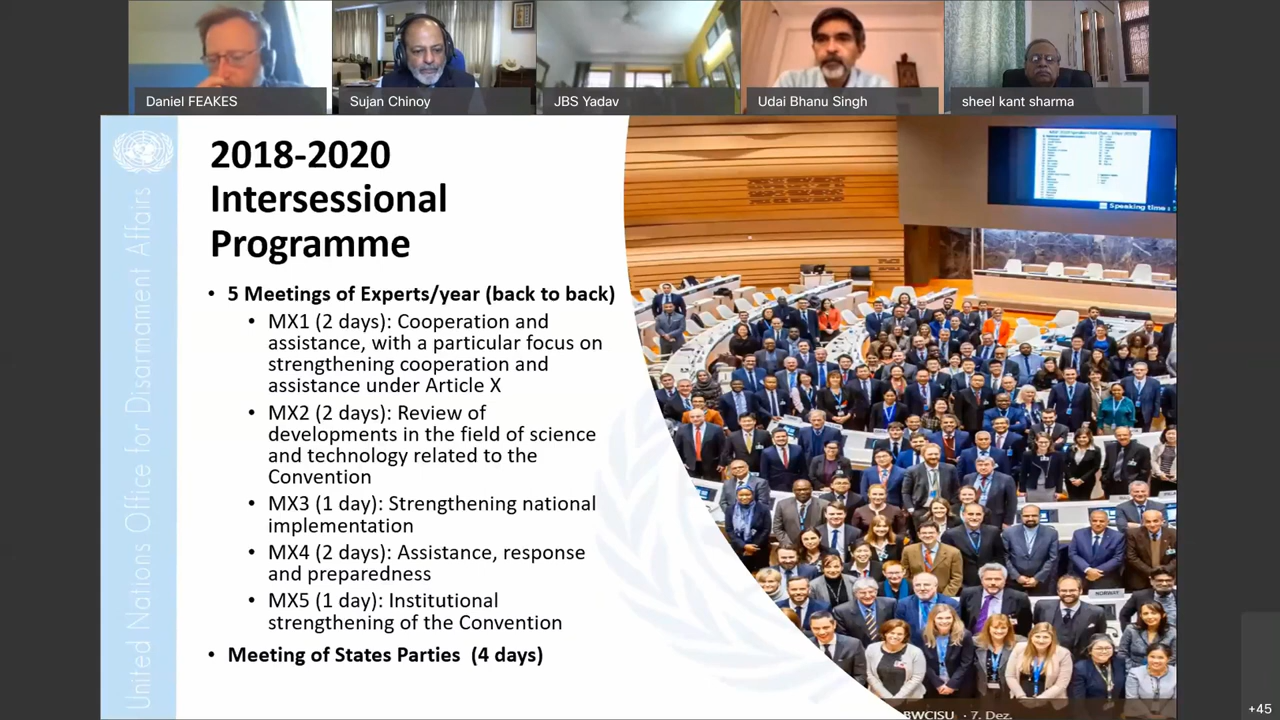 Daniel FEAKES
Sujan Chinoy
JBS Yadav
Udai Bhanu Singh
sheel kant sharma
United Nations Office for Disarmament Affairs
2018-2020
Intersessional
Programme
• 5 Meetings of Experts/year (back to back)
• MX1 (2 days): Cooperation and
assistance, with a particular focus on
strengthening cooperation and
assistance under Article X
• MX2 (2 days): Review of
developments in the field of science
and technology related to the
Convention
• MX3 (1 day): Strengthening national
implementation
• MX4 (2 days): Assistance, response
and preparedness
• MX5 (1 day): Institutional
strengthening of the Convention
• Meeting of States Parties (4 days)
Speaking time :
NORWAY
BWCISU · 7. Dez.
+45